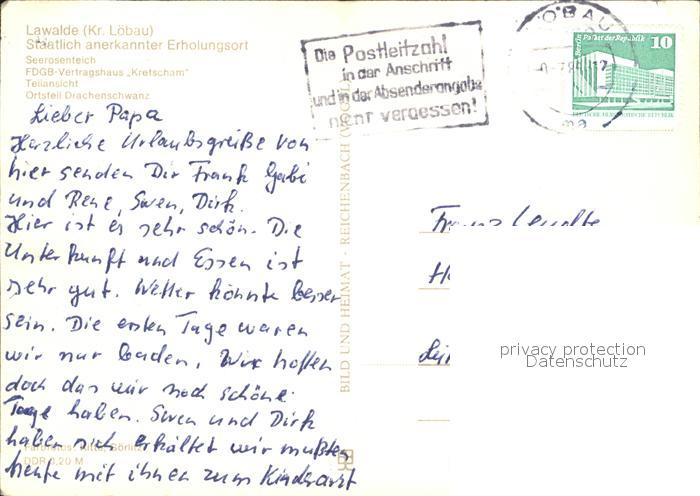 Lawalde (Kr. Löbau)
Staatlich anerkannter Erholungsort
Seerosenteich
FDGB-Vertragshaus „Kretscham"
Teilansicht
Ortsteil Drachenschwanz
Lieber Papa
Herzliche Urlaubsgrüße von
hier senden Dir Frank Gabi
und Rene, Swen, Dirk.
Hier ist es sehr schön. Die
Unterkunft und Essen ist
sehr gut. Wetter könnte besser
sein. Die ersten Tage waren
wir nur baden. Wir hoffen
doch das wir noch schöne
Tage haben. Swen und Dirk
haben sich erkältet wir mußten
heute mit ihnen zum Kinderarzt
DDR 0,20 M
BILD UND HEIMAT · REICHENBACH
Die Postleitzahl
in der Anschrift
und in der Absenderangabe
nicht vergessen!
LÖBAU
Berlin Palast der Republik 10
DEUTSCHE DEMOKRATISCHE REPUBLIK
Franz
privacy protection
Datenschutz